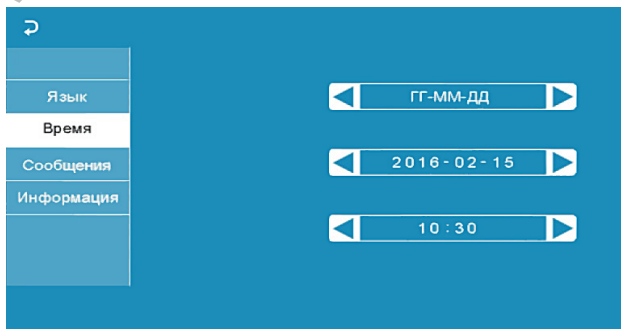 Язык
Время
Сообщения
Информация
ГГ-ММ-ДД
2016-02-15
10:30